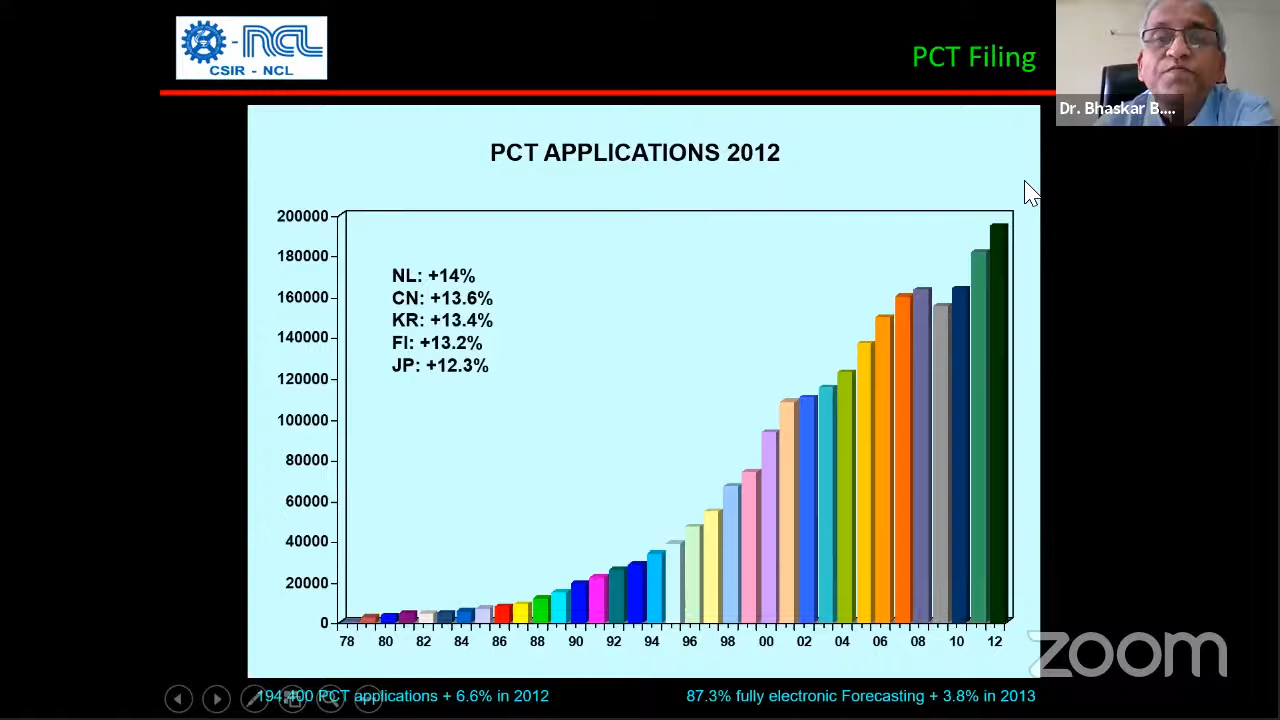 NCL
CSIR - NCL
PCT Filing
Dr. Bhaskar B....
PCT APPLICATIONS 2012
200000
180000
160000
140000
120000
100000
80000
60000
40000
20000
0
NL: +14%
CN: +13.6%
KR: +13.4%
FI: +13.2%
JP: +12.3%
78 80 82 84 86 88 90 92 94 96 98 00 02 04 06 08 10 12
zoom
194,400 PCT applications + 6.6% in 2012
87.3% fully electronic Forecasting + 3.8% in 2013